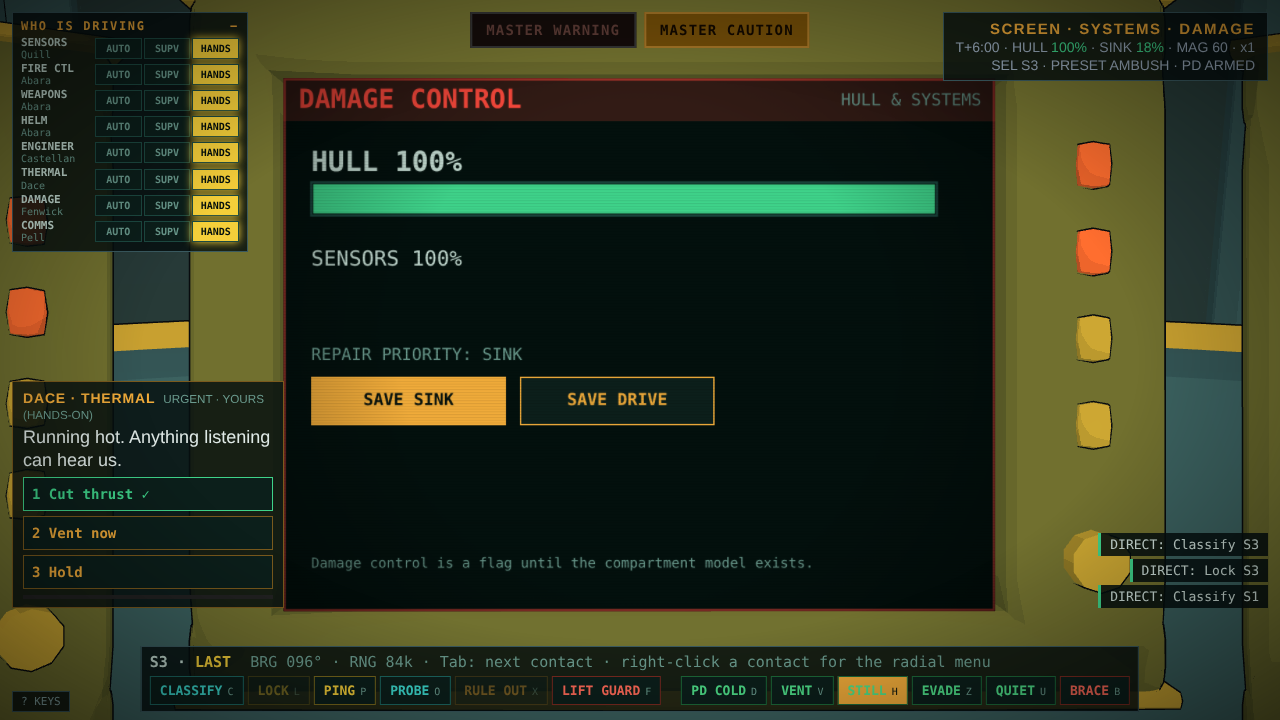 WHO IS DRIVING −
SENSORS AUTO SUPV HANDS
Quill
FIRE CTL AUTO SUPV HANDS
Abara
WEAPONS AUTO SUPV HANDS
Abara
HELM AUTO SUPV HANDS
Abara
ENGINEER AUTO SUPV HANDS
Castellan
THERMAL AUTO SUPV HANDS
Dace
DAMAGE AUTO SUPV HANDS
Fenwick
COMMS AUTO SUPV HANDS
Pell
MASTER WARNING MASTER CAUTION
SCREEN · SYSTEMS · DAMAGE
T+6:00 · HULL 100% · SINK 18% · MAG 60 · x1
SEL S3 · PRESET AMBUSH · PD ARMED
DAMAGE CONTROL HULL & SYSTEMS
HULL 100%
SENSORS 100%
REPAIR PRIORITY: SINK
SAVE SINK SAVE DRIVE
Damage control is a flag until the compartment model exists.
DACE · THERMAL URGENT · YOURS
(HANDS-ON)
Running hot. Anything listening
can hear us.
1 Cut thrust ✓
2 Vent now
3 Hold
DIRECT: Classify S3
DIRECT: Lock S3
DIRECT: Classify S1
S3 · LAST BRG 096° · RNG 84k · Tab: next contact · right-click a contact for the radial menu
CLASSIFY C LOCK L PING P PROBE O RULE OUT X LIFT GUARD F PD COLD D VENT V STILL H EVADE Z QUIET U BRACE B
? KEYS